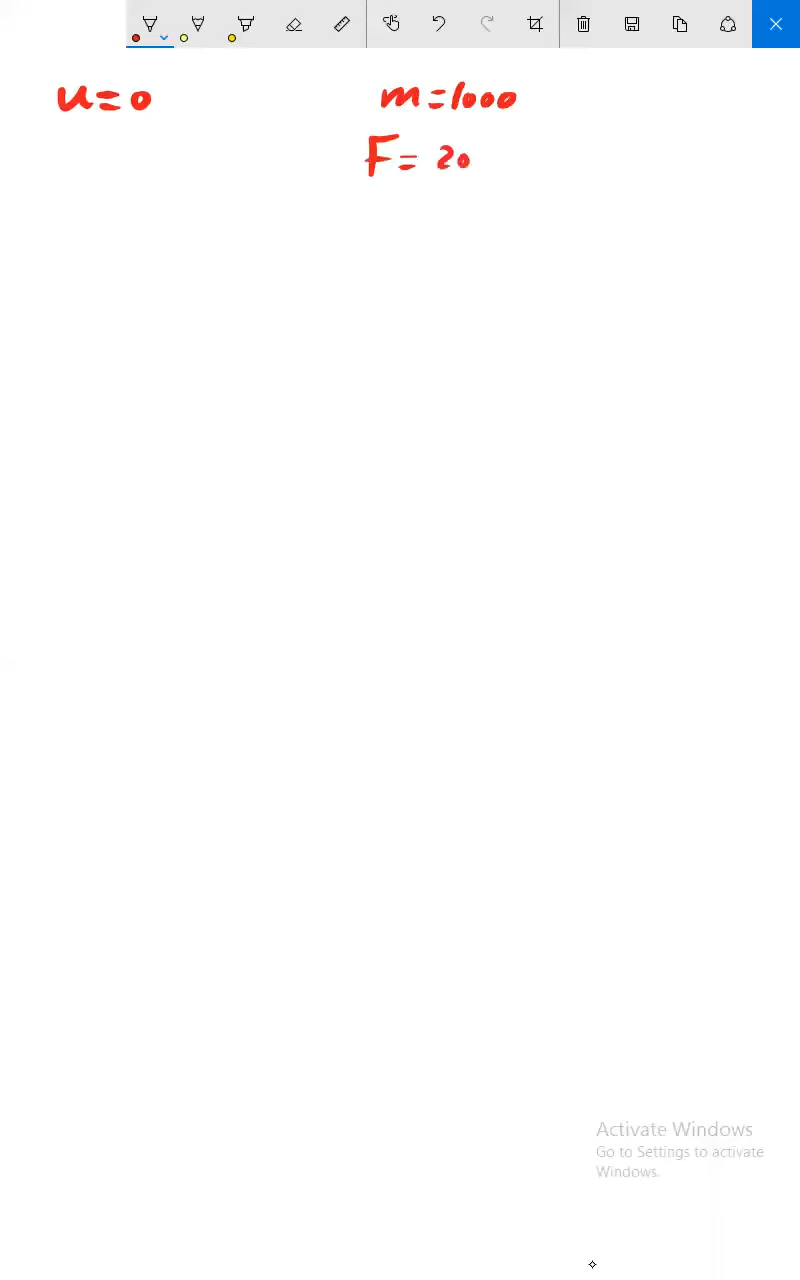 u=0 m=1000
F= 20
Activate Windows
Go to Settings to activate
Windows.